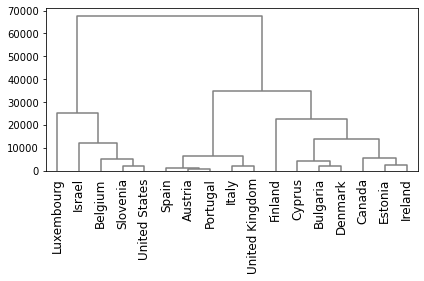 70000
60000
50000
40000
30000
20000
10000
0
Luxembourg
Israel
Belgium
Slovenia
United States
Spain
Austria
Portugal
Italy
United Kingdom
Finland
Cyprus
Bulgaria
Denmark
Canada
Estonia
Ireland